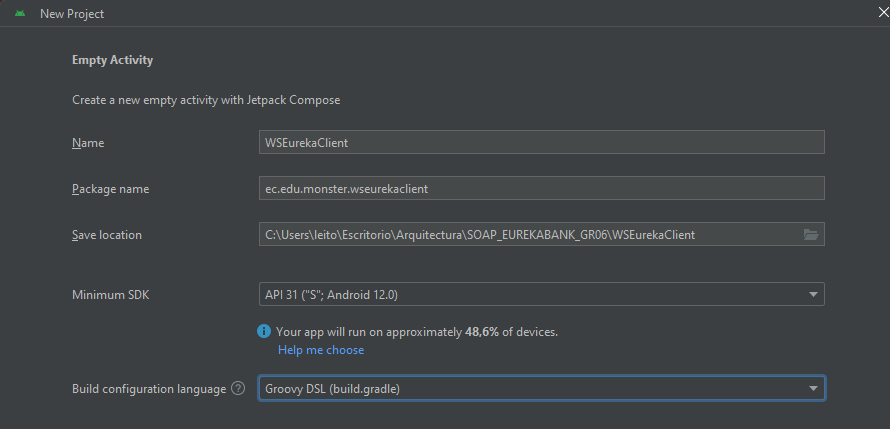 New Project
Empty Activity
Create a new empty activity with Jetpack Compose
Name WSEurekaClient
Package name ec.edu.monster.wseurekaclient
Save location C:\Users\leito\Escritorio\Arquitectura\SOAP_EUREKABANK_GR06\WSEurekaClient
Minimum SDK API 31 ("S"; Android 12.0)
Your app will run on approximately 48,6% of devices.
Help me choose
Build configuration language Groovy DSL (build.gradle)